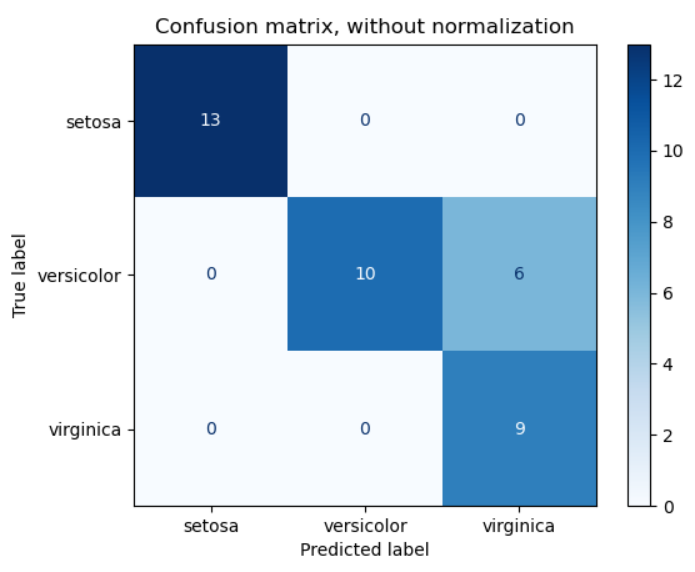 Confusion matrix, without normalization
True label
setosa
13 0 0
versicolor
0 10 6
virginica
0 0 9
setosa versicolor virginica
Predicted label
12
10
8
6
4
2
0